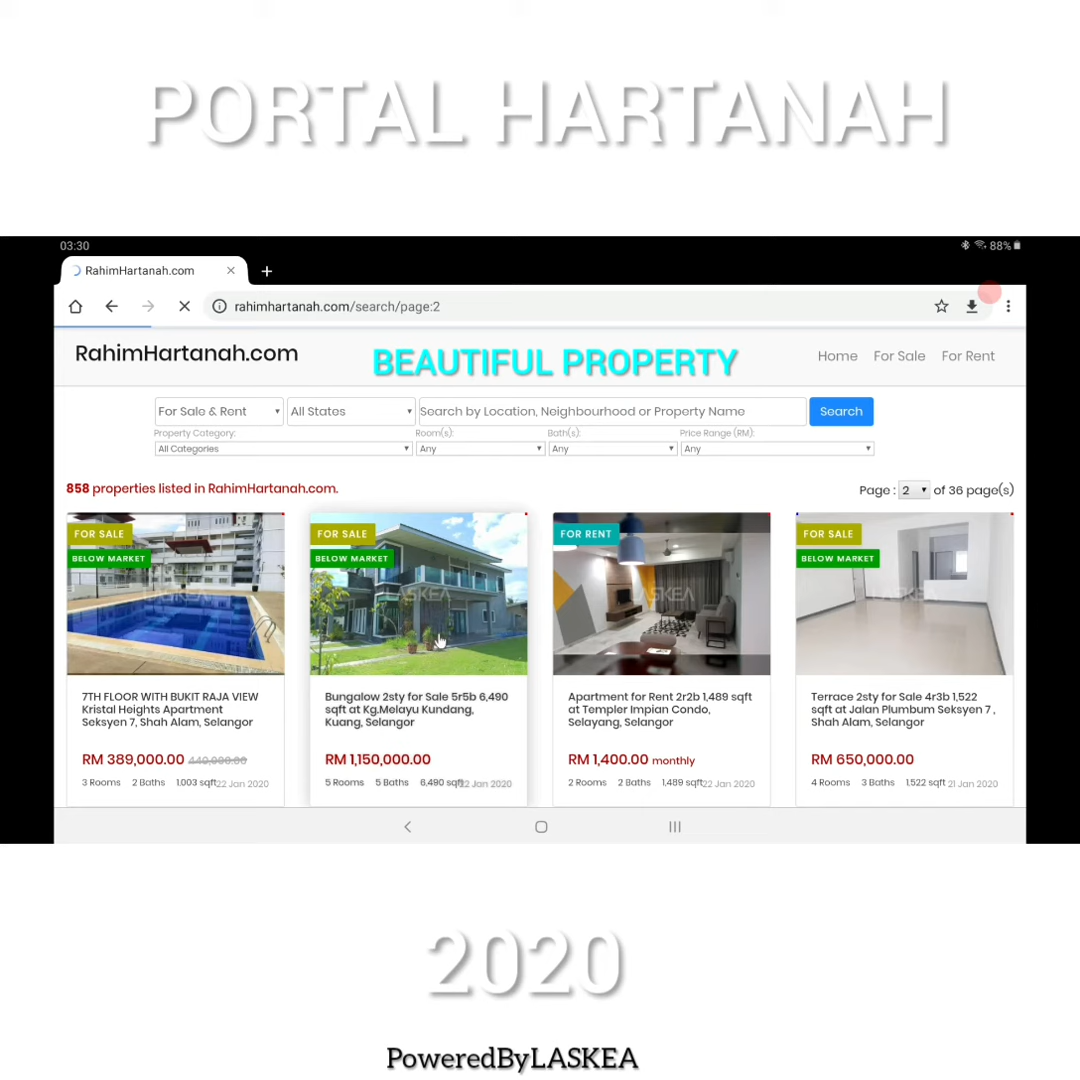 PORTAL HARTANAH
03:30
88%
RahimHartanah.com
rahimhartanah.com/search/page:2
RahimHartanah.com
BEAUTIFUL PROPERTY
Home For Sale For Rent
For Sale & Rent All States Search by Location, Neighbourhood or Property Name Search
Property Category: Room(s): Bath(s): Price Range (RM):
All Categories Any Any Any
858 properties listed in RahimHartanah.com.
Page : 2 of 36 page(s)
FOR SALE
BELOW MARKET
LASKEA
7TH FLOOR WITH BUKIT RAJA VIEW
Kristal Heights Apartment
Seksyen 7, Shah Alam, Selangor
RM 389,000.00 440,000.00
3 Rooms 2 Baths 1.003 sqft 22 Jan 2020
FOR SALE
BELOW MARKET
LASKEA
Bungalow 2sty for Sale 5r5b 6,490
sqft at Kg.Melayu Kundang,
Kuang, Selangor
RM 1,150,000.00
5 Rooms 5 Baths 6,490 sqft 22 Jan 2020
FOR RENT
LASKEA
Apartment for Rent 2r2b 1,489 sqft
at Templer Impian Condo,
Selayang, Selangor
RM 1,400.00 monthly
2 Rooms 2 Baths 1,489 sqft 22 Jan 2020
FOR SALE
BELOW MARKET
LASKEA
Terrace 2sty for Sale 4r3b 1,522
sqft at Jalan Plumbum Seksyen 7 ,
Shah Alam, Selangor
RM 650,000.00
4 Rooms 3 Baths 1,522 sqft 21 Jan 2020
2020
PoweredByLASKEA